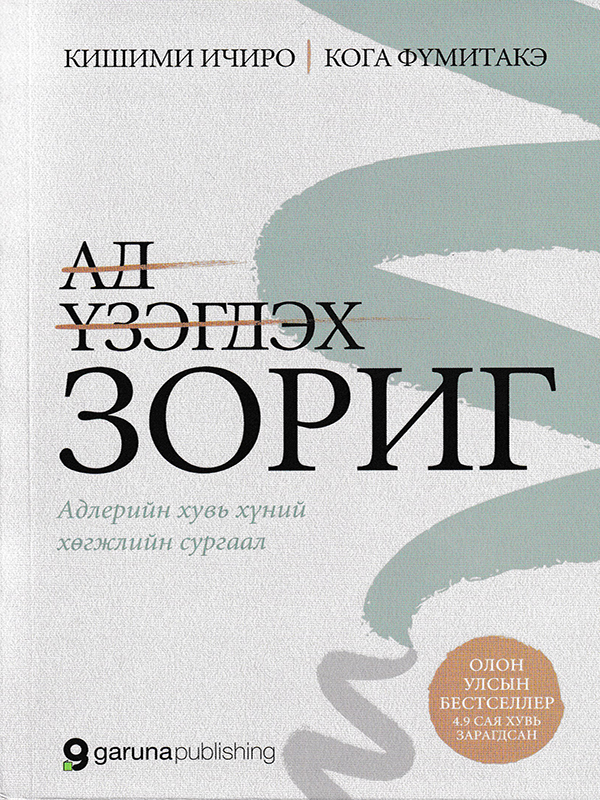 КИШИМИ ИЧИРО | КОГА ФҮМИТАКЭ
АД
ҮЗЭГДЭХ
ЗОРИГ
Адлерийн хувь хүний
хөгжлийн сургаал
ОЛОН
УЛСЫН
БЕСТСЕЛЛЕР
4.9 САЯ ХУВЬ
ЗАРАГДСАН
garunapublishing